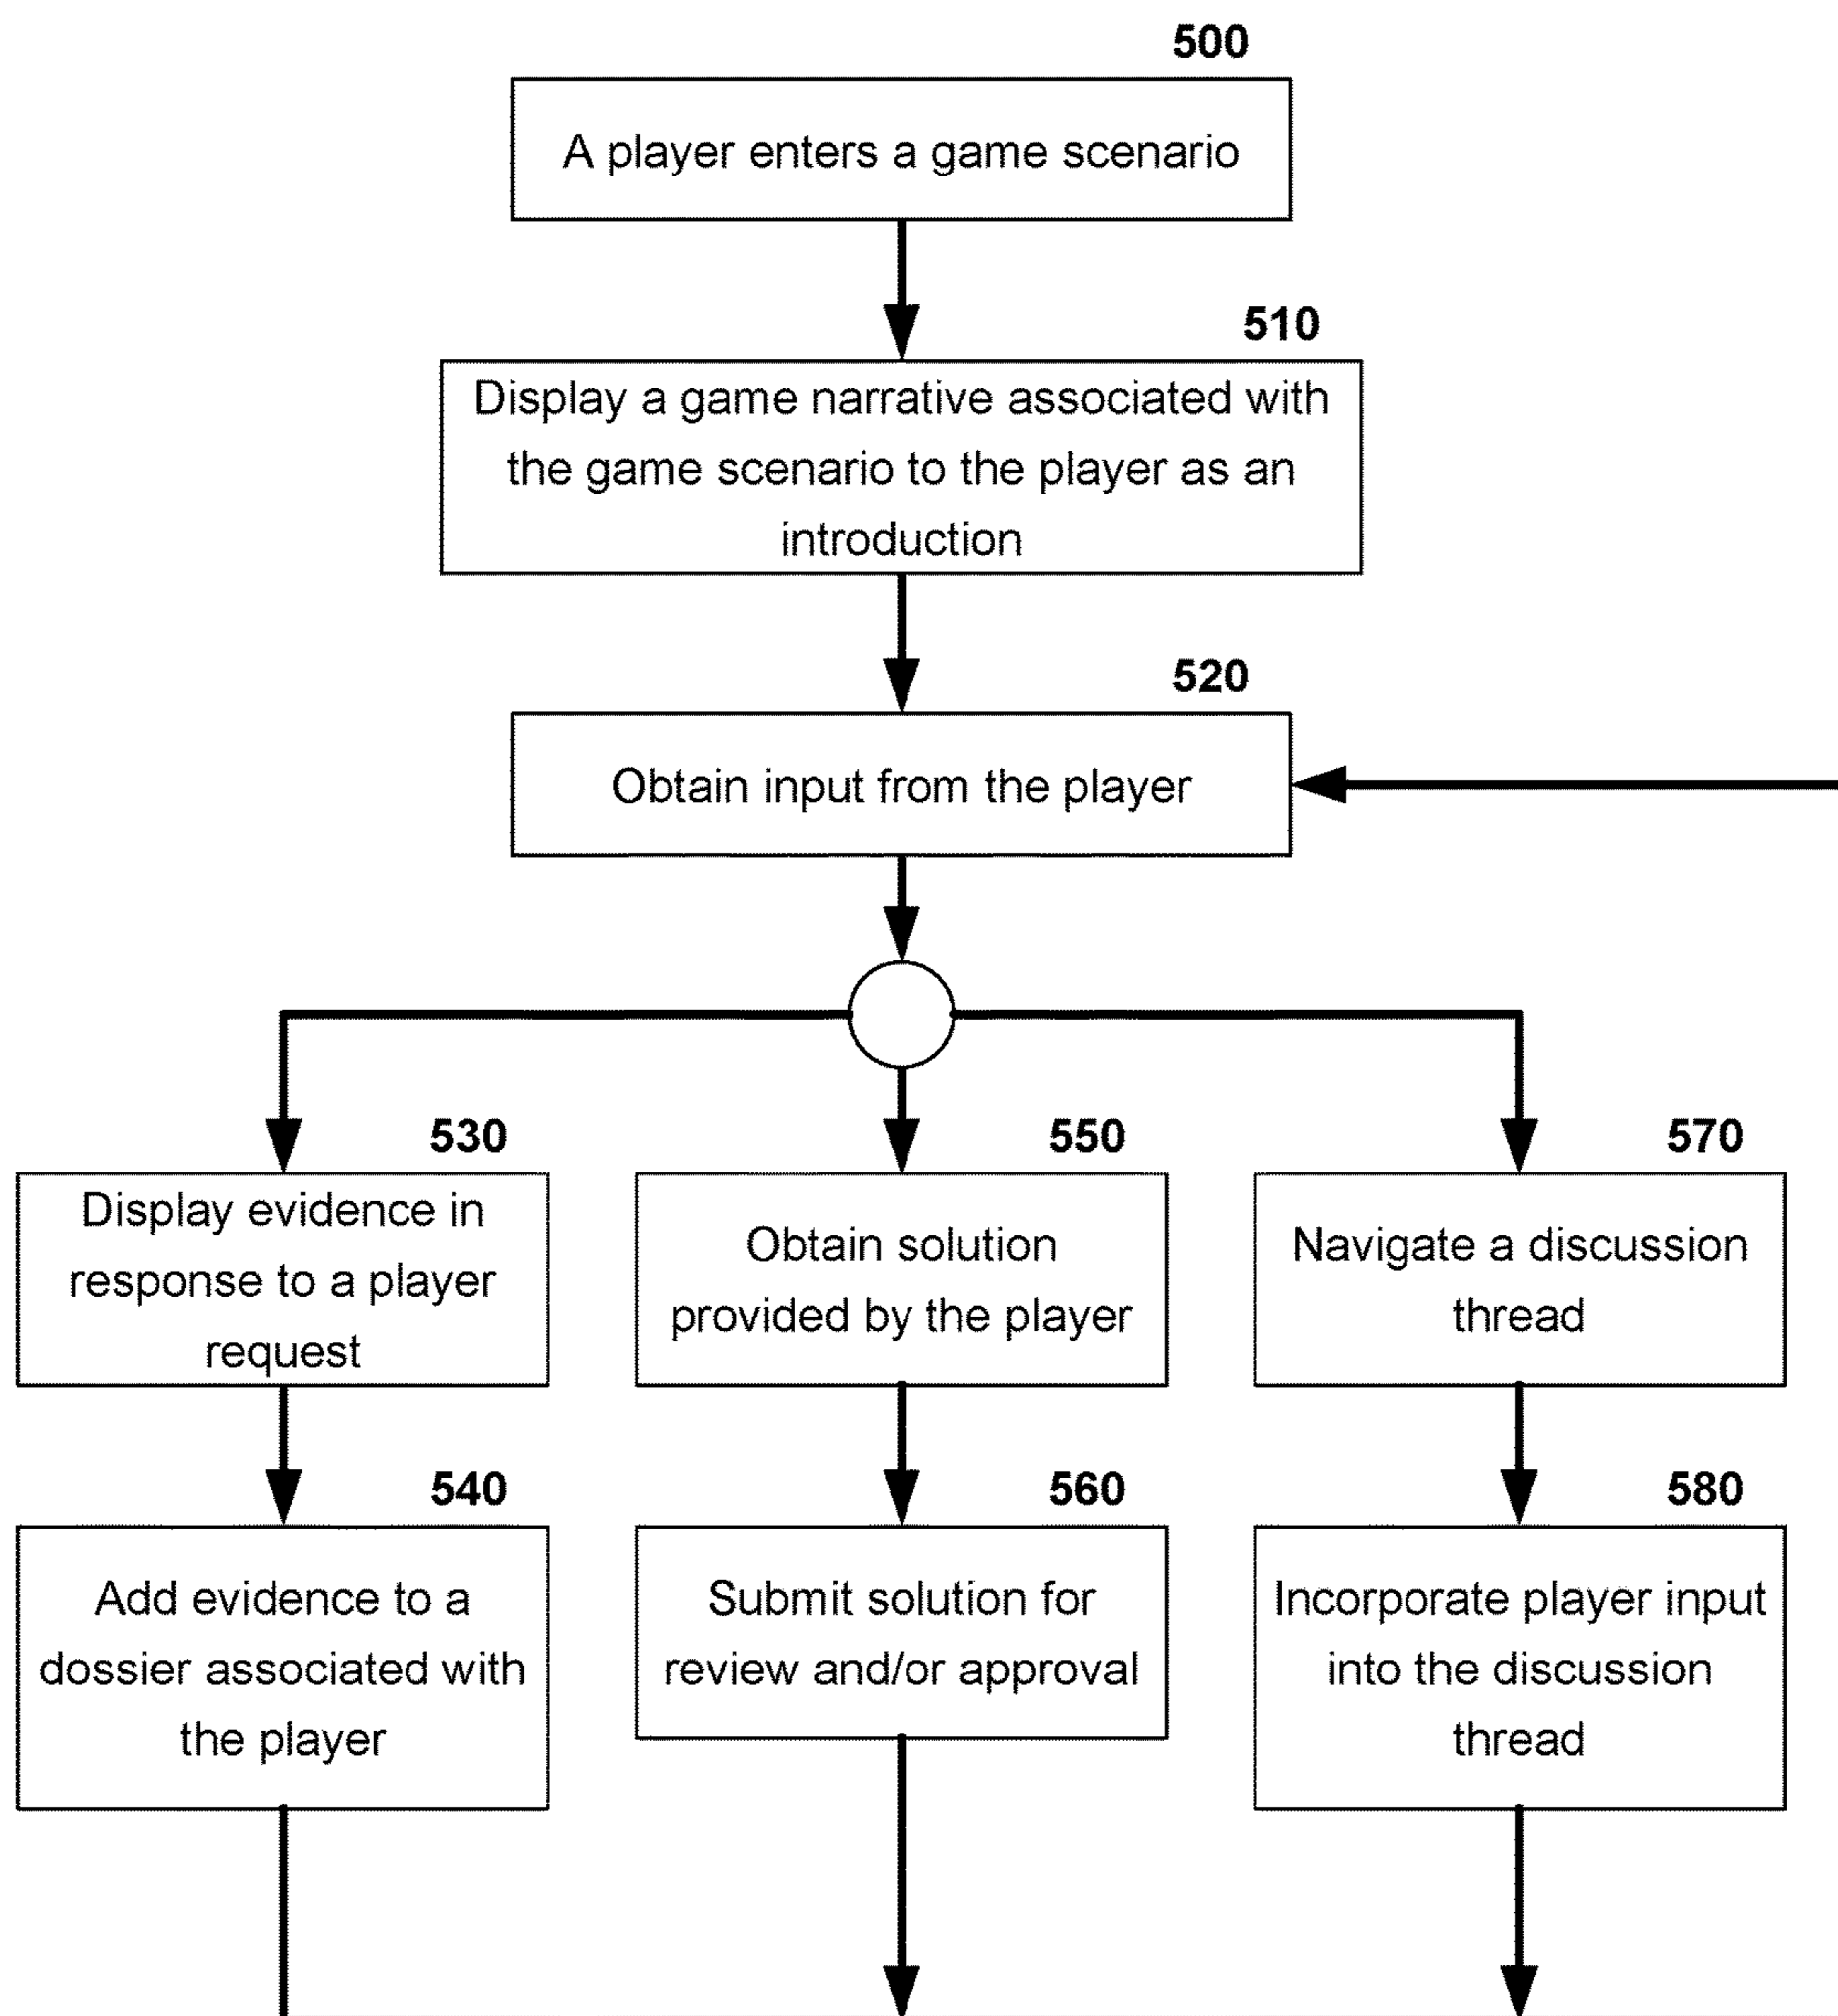 500
A player enters a game scenario
510
Display a game narrative associated with
the game scenario to the player as an
introduction
520
Obtain input from the player
530
Display evidence in
response to a player
request
550
Obtain solution
provided by the player
570
Navigate a discussion
thread
540
Add evidence to a
dossier associated with
the player
560
Submit solution for
review and/or approval
580
Incorporate player input
into the discussion
thread